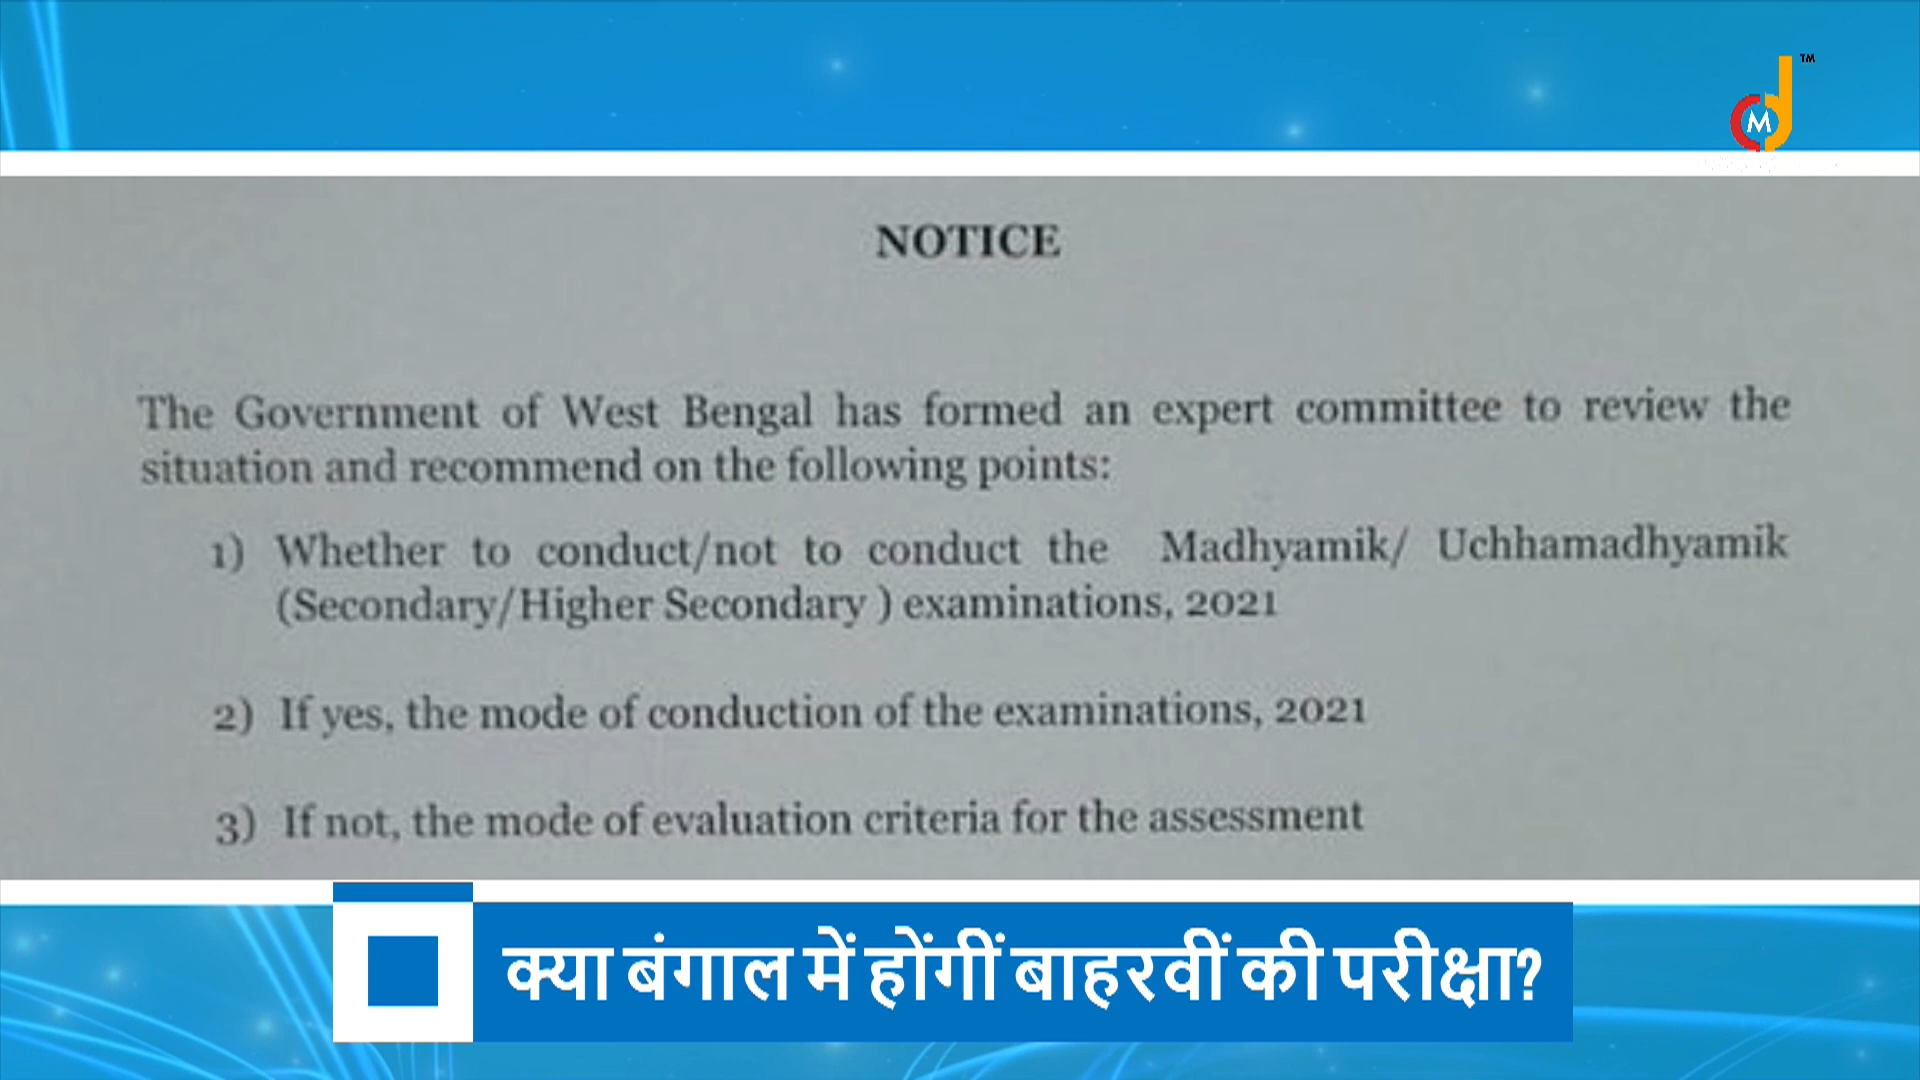 TM
M
NOTICE
The Government of West Bengal has formed an expert committee to review the
situation and recommend on the following points:
1) Whether to conduct/not to conduct the Madhyamik/ Uchhamadhyamik
(Secondary/Higher Secondary ) examinations, 2021
2) If yes, the mode of conduction of the examinations, 2021
3) If not, the mode of evaluation criteria for the assessment
क्या बंगाल में होंगीं बाहरवीं की परीक्षा?